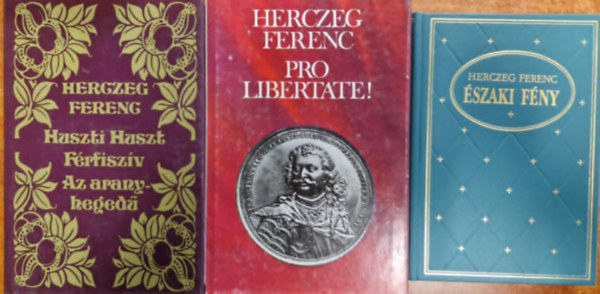 HERCZEG
FERENC
Huszti Huszt
Férfiszív
Az arany-
hegedű
HERCZEG
FERENC
PRO
LIBERTATE!
HERCZEG FERENC
ÉSZAKI FÉNY